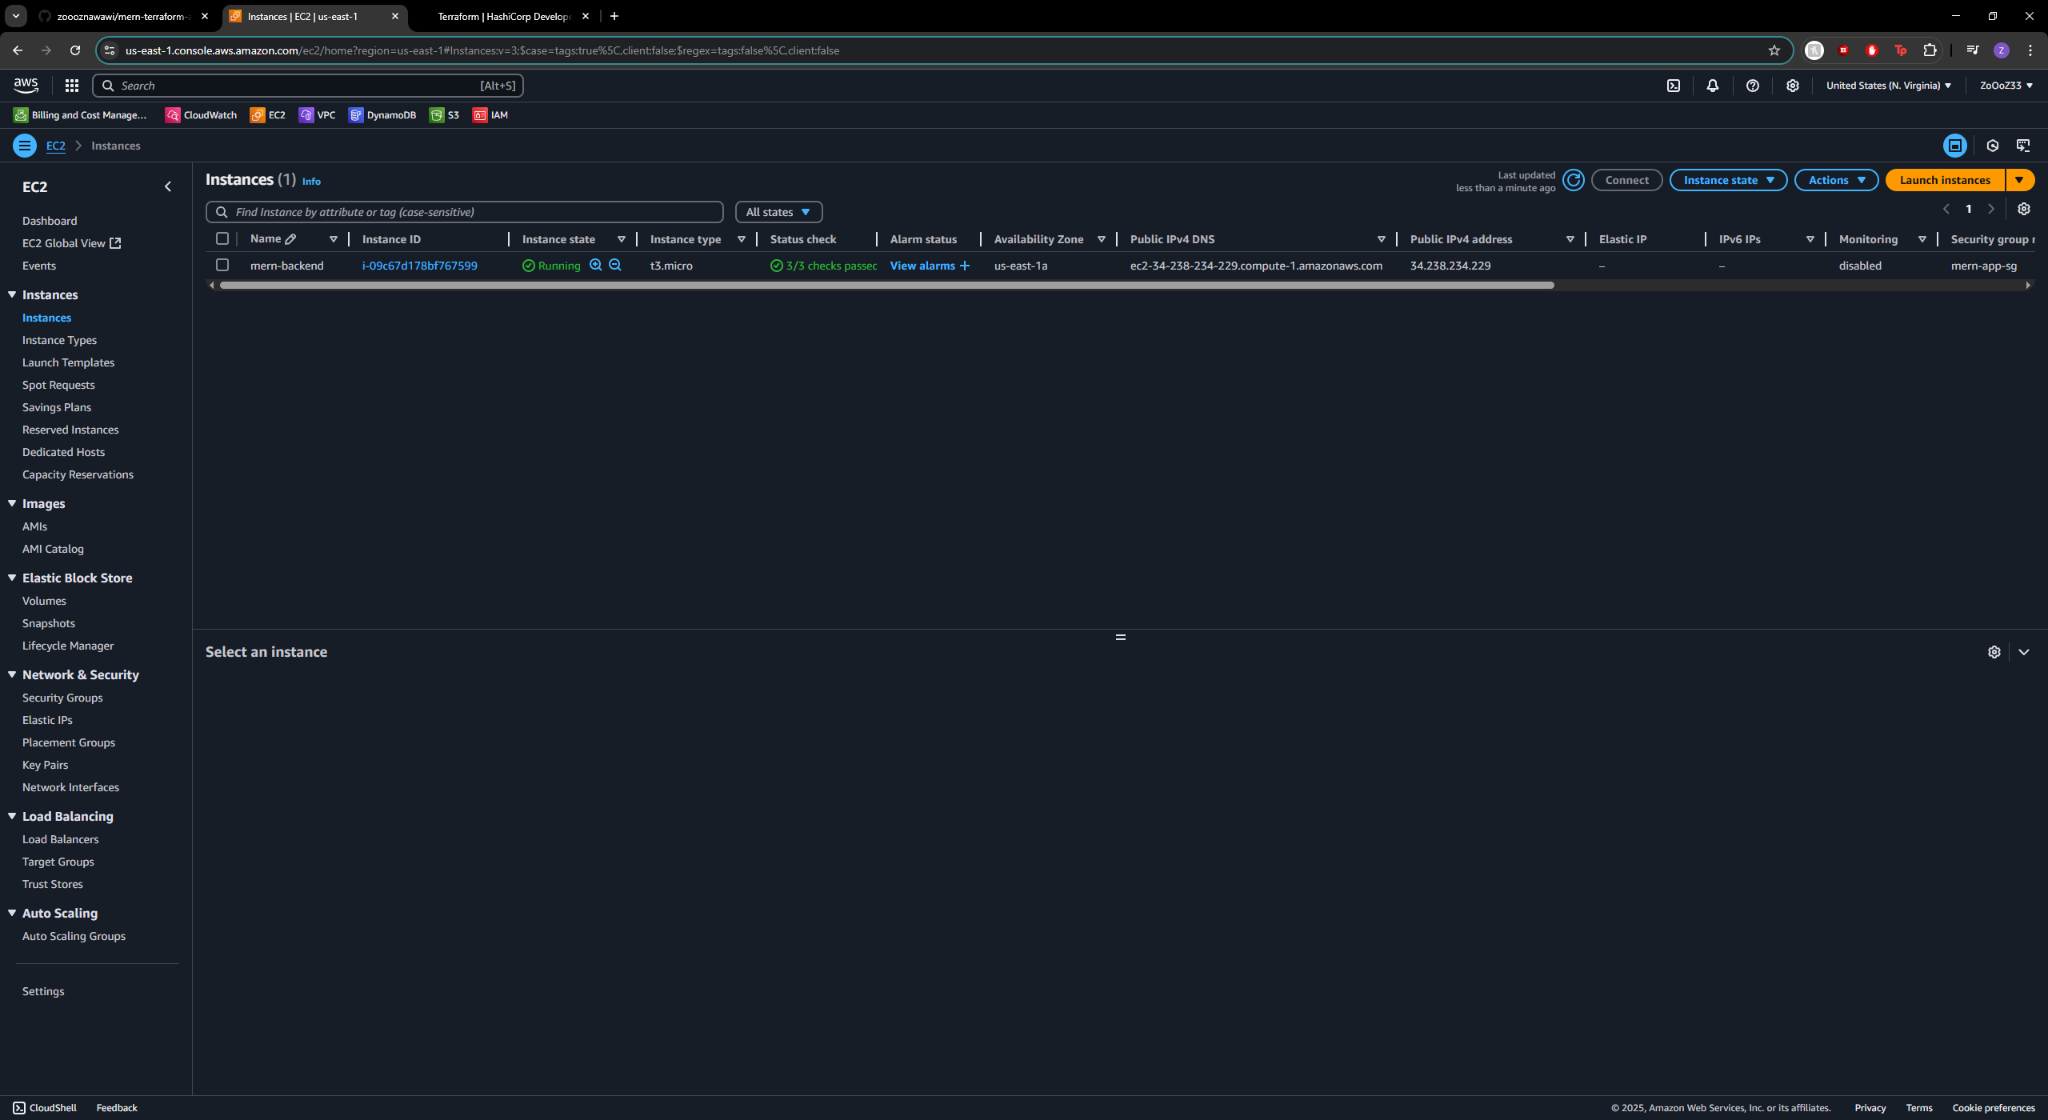 zoooznawawi/mern-terraform-
Instances | EC2 | us-east-1
Terraform | HashiCorp Develop
us-east-1.console.aws.amazon.com/ec2/home?region=us-east-1#Instances:v=3;$case=tags:true%5C,client:false;$regex=tags:false%5C,client:false
Tp
Z
aws
Search
[Alt+S]
United States (N. Virginia)
ZoOoZ33
Billing and Cost Manage...
CloudWatch
EC2
VPC
DynamoDB
S3
IAM
EC2
Instances
EC2
Dashboard
EC2 Global View
Events
Instances
Instances
Instance Types
Launch Templates
Spot Requests
Savings Plans
Reserved Instances
Dedicated Hosts
Capacity Reservations
Images
AMIs
AMI Catalog
Elastic Block Store
Volumes
Snapshots
Lifecycle Manager
Network & Security
Security Groups
Elastic IPs
Placement Groups
Key Pairs
Network Interfaces
Load Balancing
Load Balancers
Target Groups
Trust Stores
Auto Scaling
Auto Scaling Groups
Settings
Instances (1) Info
Last updated
less than a minute ago
Connect
Instance state
Actions
Launch instances
Find Instance by attribute or tag (case-sensitive)
All states
1
Name Instance ID Instance state Instance type Status check Alarm status Availability Zone Public IPv4 DNS Public IPv4 address Elastic IP IPv6 IPs Monitoring Security group
mern-backend i-09c67d178bf767599 Running t3.micro 3/3 checks passec View alarms + us-east-1a ec2-34-238-234-229.compute-1.amazonaws.com 34.238.234.229 – – disabled mern-app-sg
Select an instance
CloudShell
Feedback
© 2025, Amazon Web Services, Inc. or its affiliates.
Privacy
Terms
Cookie preferences